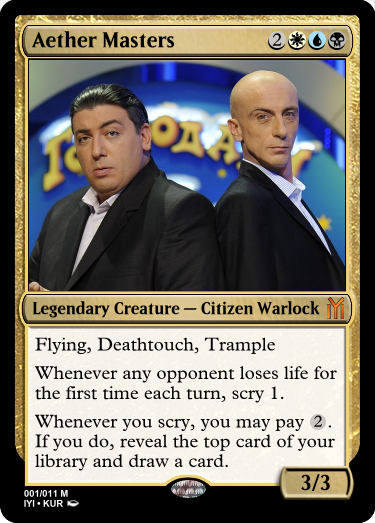 Aether Masters 2
Legendary Creature — Citizen Warlock
Flying, Deathtouch, Trample
Whenever any opponent loses life for
the first time each turn, scry 1.
Whenever you scry, you may pay 2.
If you do, reveal the top card of your
library and draw a card.
3/3
001/011 M
IYI • KUR